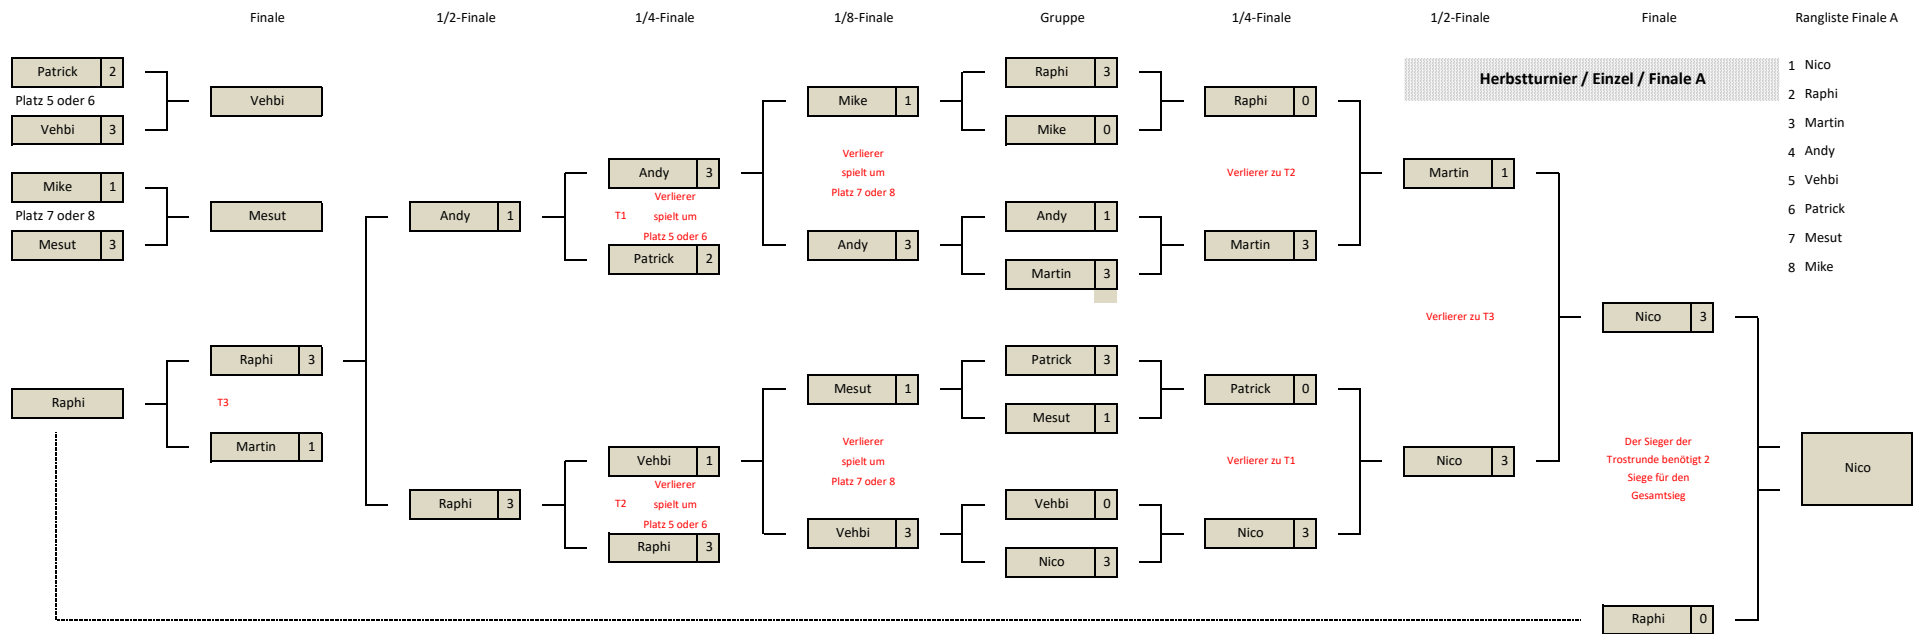 Finale 1/2-Finale 1/4-Finale 1/8-Finale Gruppe 1/4-Finale 1/2-Finale Finale Rangliste Finale A
Patrick 2
Platz 5 oder 6
Vehbi 3
Mike 1
Platz 7 oder 8
Mesut 3
Raphi
Vehbi
Mesut
Raphi 3
T3
Martin 1
Andy 1
Raphi 3
Andy 3
Verlierer
T1 spielt um
Platz 5 oder 6
Patrick 2
Vehbi 1
Verlierer
T2 spielt um
Platz 5 oder 6
Raphi 3
Mike 1
Verlierer
spielt um
Platz 7 oder 8
Andy 3
Mesut 1
Verlierer
spielt um
Platz 7 oder 8
Vehbi 3
Raphi 3
Mike 0
Andy 1
Martin 3
Patrick 3
Mesut 1
Vehbi 0
Nico 3
Raphi 0
Verlierer zu T2
Martin 3
Patrick 0
Verlierer zu T1
Nico 3
Herbstturnier / Einzel / Finale A
Martin 1
Verlierer zu T3
Nico 3
Nico 3
Der Sieger der
Trostrunde benötigt 2
Siege für den
Gesamtsieg
Raphi 0
1 Nico
2 Raphi
3 Martin
4 Andy
5 Vehbi
6 Patrick
7 Mesut
8 Mike
Nico